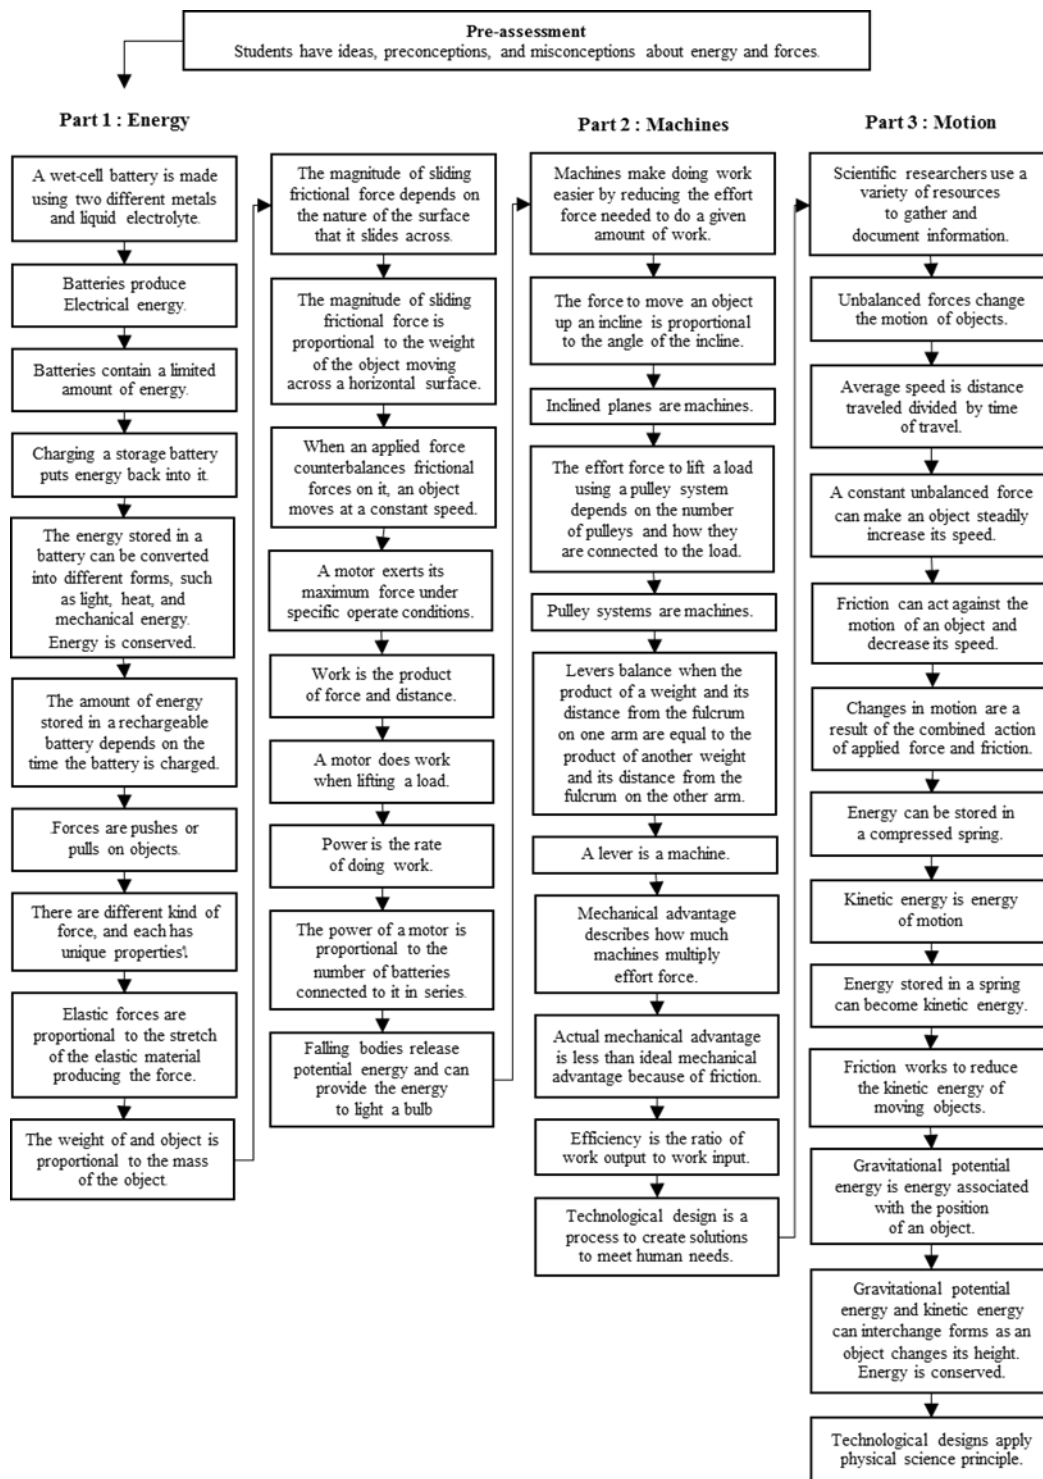 Pre-assessment
Students have ideas, preconceptions, and misconceptions about energy and forces.
Part 1 : Energy
A wet-cell battery is made
using two different metals
and liquid electrolyte.
Batteries produce
Electrical energy.
Batteries contain a limited
amount of energy.
Charging a storage battery
puts energy back into it.
The energy stored in a
battery can be converted
into different forms, such
as light, heat, and
mechanical energy.
Energy is conserved.
The amount of energy
stored in a rechargeable
battery depends on the
time the battery is charged.
Forces are pushes or
pulls on objects.
There are different kind of
force, and each has
unique properties\.
Elastic forces are
proportional to the stretch
of the elastic material
producing the force.
The weight of and object is
proportional to the mass
of the object.
The magnitude of sliding
frictional force depends on
the nature of the surface
that it slides across.
The magnitude of sliding
frictional force is
proportional to the weight
of the object moving
across a horizontal surface.
When an applied force
counterbalances frictional
forces on it, an object
moves at a constant speed.
A motor exerts its
maximum force under
specific operate conditions.
Work is the product
of force and distance.
A motor does work
when lifting a load.
Power is the rate
of doing work.
The power of a motor is
proportional to the
number of batteries
connected to it in series.
Falling bodies release
potential energy and can
provide the energy
to light a bulb
Part 2 : Machines
Machines make doing work
easier by reducing the effort
force needed to do a given
amount of work.
The force to move an object
up an incline is proportional
to the angle of the incline.
Inclined planes are machines.
The effort force to lift a load
using a pulley system
depends on the number
of pulleys and how they
are connected to the load.
Pulley systems are machines.
Levers balance when the
product of a weight and its
distance from the fulcrum
on one arm are equal to the
product of another weight
and its distance from the
fulcrum on the other arm.
A lever is a machine.
Mechanical advantage
describes how much
machines multiply
effort force.
Actual mechanical advantage
is less than ideal mechanical
advantage because of friction.
Efficiency is the ratio of
work output to work input.
Technological design is a
process to create solutions
to meet human needs.
Part 3 : Motion
Scientific researchers use a
variety of resources
to gather and
document information.
Unbalanced forces change
the motion of objects.
Average speed is distance
traveled divided by time
of travel.
A constant unbalanced force
can make an object steadily
increase its speed.
Friction can act against the
motion of an object and
decrease its speed.
Changes in motion are a
result of the combined action
of applied force and friction.
Energy can be stored in
a compressed spring.
Kinetic energy is energy
of motion
Energy stored in a spring
can become kinetic energy.
Friction works to reduce
the kinetic energy of
moving objects.
Gravitational potential
energy is energy associated
with the position
of an object.
Gravitational potential
energy and kinetic energy
can interchange forms as an
object changes its height.
Energy is conserved.
Technological designs apply
physical science principle.